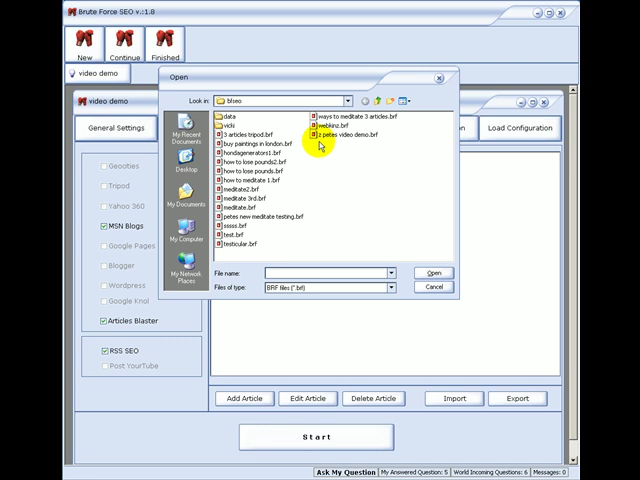 Brute Force SEO v.:1.8
New
Continue
Finished
video demo
video demo
General Settings
Load Configuration
Geocities
Tripod
Yahoo 360
MSN Blogs
Google Pages
Blogger
Wordpress
Google Knol
Articles Blaster
RSS SEO
Post YourTube
Open
Look in:
bfseo
My Recent
Documents
Desktop
My Documents
My Computer
My Network
Places
data
vicki
3 articles tripod.brf
buy paintings in london.brf
hondagenerators1.brf
how to lose pounds2.brf
how to lose pounds.brf
how to meditate 1.brf
meditate2.brf
meditate 3rd.brf
meditate.brf
petes new meditate testing.brf
sssss.brf
test.brf
testicular.brf
ways to meditate 3 articles.brf
webkinz.brf
z petes video demo.brf
File name:
Open
Files of type:
BRF files (*.brf)
Cancel
Add Article
Edit Article
Delete Article
Import
Export
Start
Ask My Question
My Answered Question: 5
World Incoming Questions: 6
Messages: 0